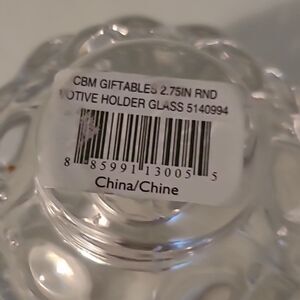 CBM GIFTABLES 2.75IN RND
VOTIVE HOLDER GLASS 5140994
8 85991 13005 5
China/Chine